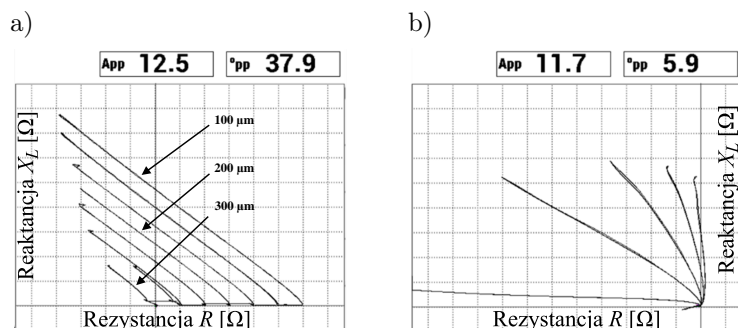 a)
App 12.5
°pp 37.9
Reaktancja X_L [Ω]
100 µm
200 µm
300 µm
Rezystancja R [Ω]
b)
App 11.7
°pp 5.9
Reaktancja X_L [Ω]
Rezystancja R [Ω]